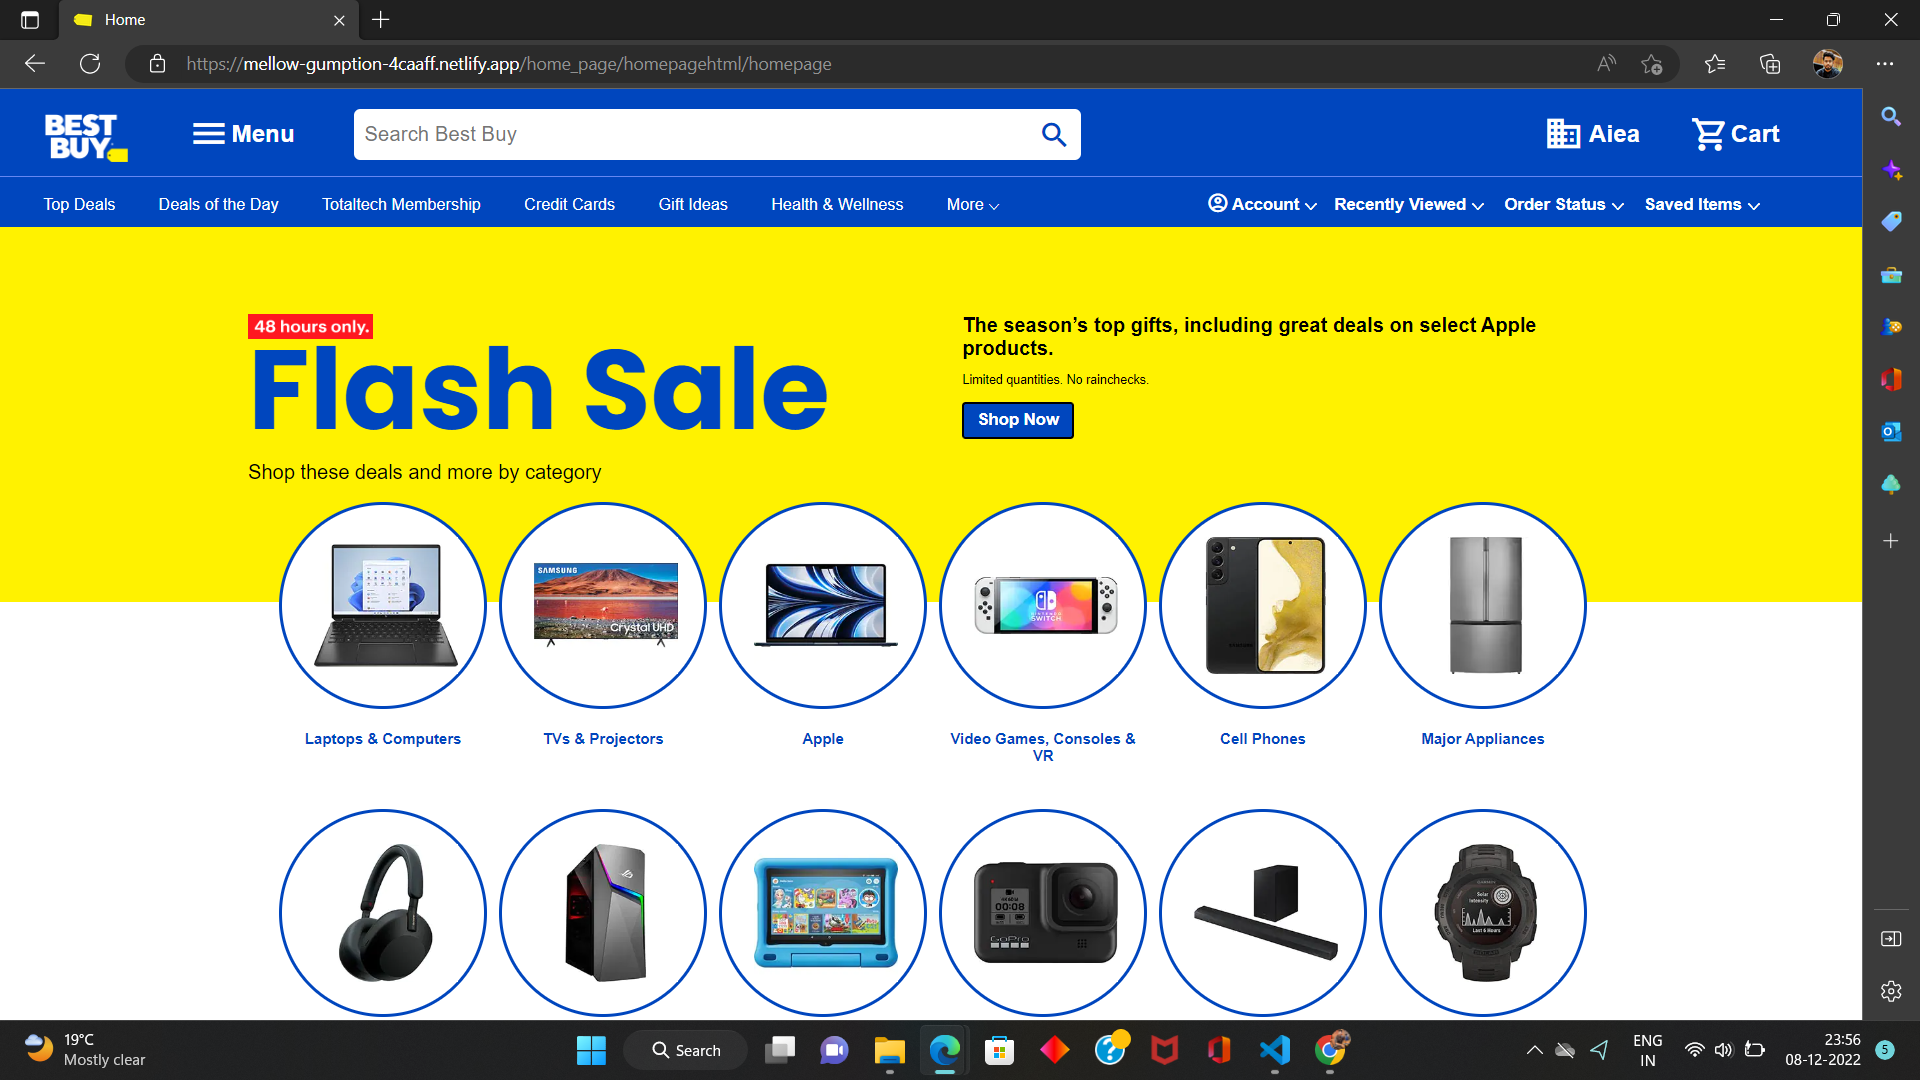 Home
https://mellow-gumption-4caaff.netlify.app/home_page/homepagehtml/homepage
BEST
BUY
Menu
Search Best Buy
Aiea
Cart
Top Deals
Deals of the Day
Totaltech Membership
Credit Cards
Gift Ideas
Health & Wellness
More
Account
Recently Viewed
Order Status
Saved Items
48 hours only.
Flash Sale
Shop these deals and more by category
The season’s top gifts, including great deals on select Apple
products.
Limited quantities. No rainchecks.
Shop Now
SAMSUNG
Crystal UHD
NINTENDO
SWITCH
Laptops & Computers
TVs & Projectors
Apple
Video Games, Consoles &
VR
Cell Phones
Major Appliances
00:08
GoPro
Solar
Intensity
Last 6 Hours
19°C
Mostly clear
Search
ENG
IN
23:56
08-12-2022
5